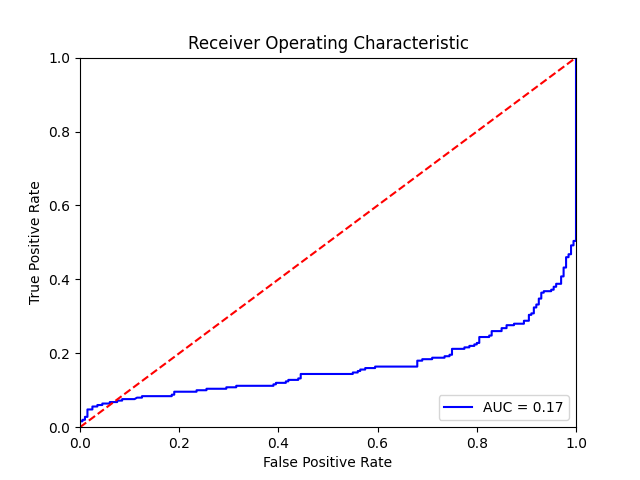 Receiver Operating Characteristic
True Positive Rate
1.0
0.8
0.6
0.4
0.2
0.0
AUC = 0.17
0.0 0.2 0.4 0.6 0.8 1.0
False Positive Rate